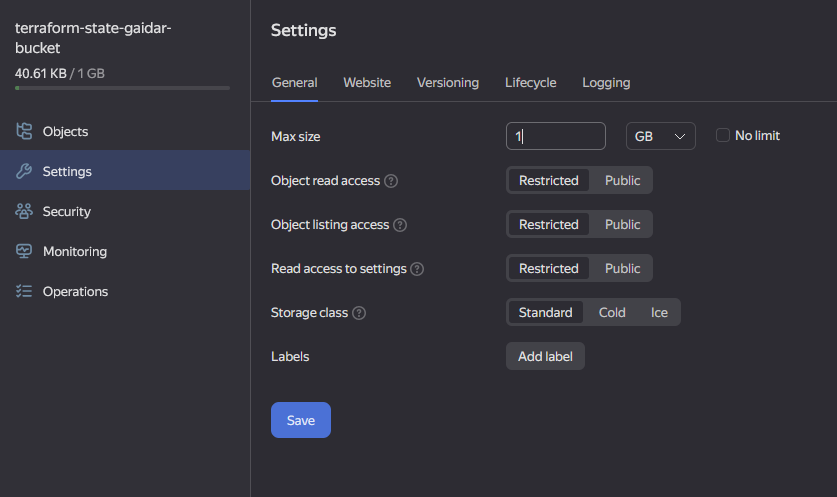 terraform-state-gaidar-
bucket
40.61 KB / 1 GB
Objects
Settings
Security
Monitoring
Operations
Settings
General Website Versioning Lifecycle Logging
Max size 1 GB No limit
Object read access ? Restricted Public
Object listing access ? Restricted Public
Read access to settings ? Restricted Public
Storage class ? Standard Cold Ice
Labels Add label
Save